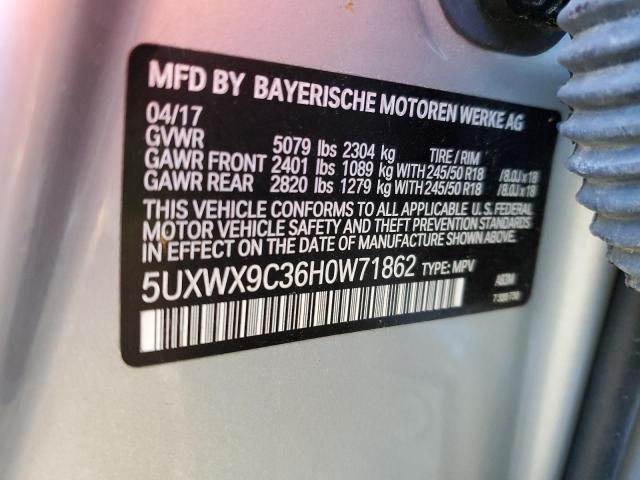 MFD BY BAYERISCHE MOTOREN WERKE AG
04/17
GVWR 5079 lbs 2304 kg TIRE / RIM
GAWR FRONT 2401 lbs 1089 kg WITH 245/50 R18 /8.0J x 18
GAWR REAR 2820 lbs 1279 kg WITH 245/50 R18 /8.0J x 18
THIS VEHICLE CONFORMS TO ALL APPLICABLE U. S. FEDERAL
MOTOR VEHICLE SAFETY AND THEFT PREVENTION STANDARDS
IN EFFECT ON THE DATE OF MANUFACTURE SHOWN ABOVE.
5UXWX9C36H0W71862 TYPE: MPV